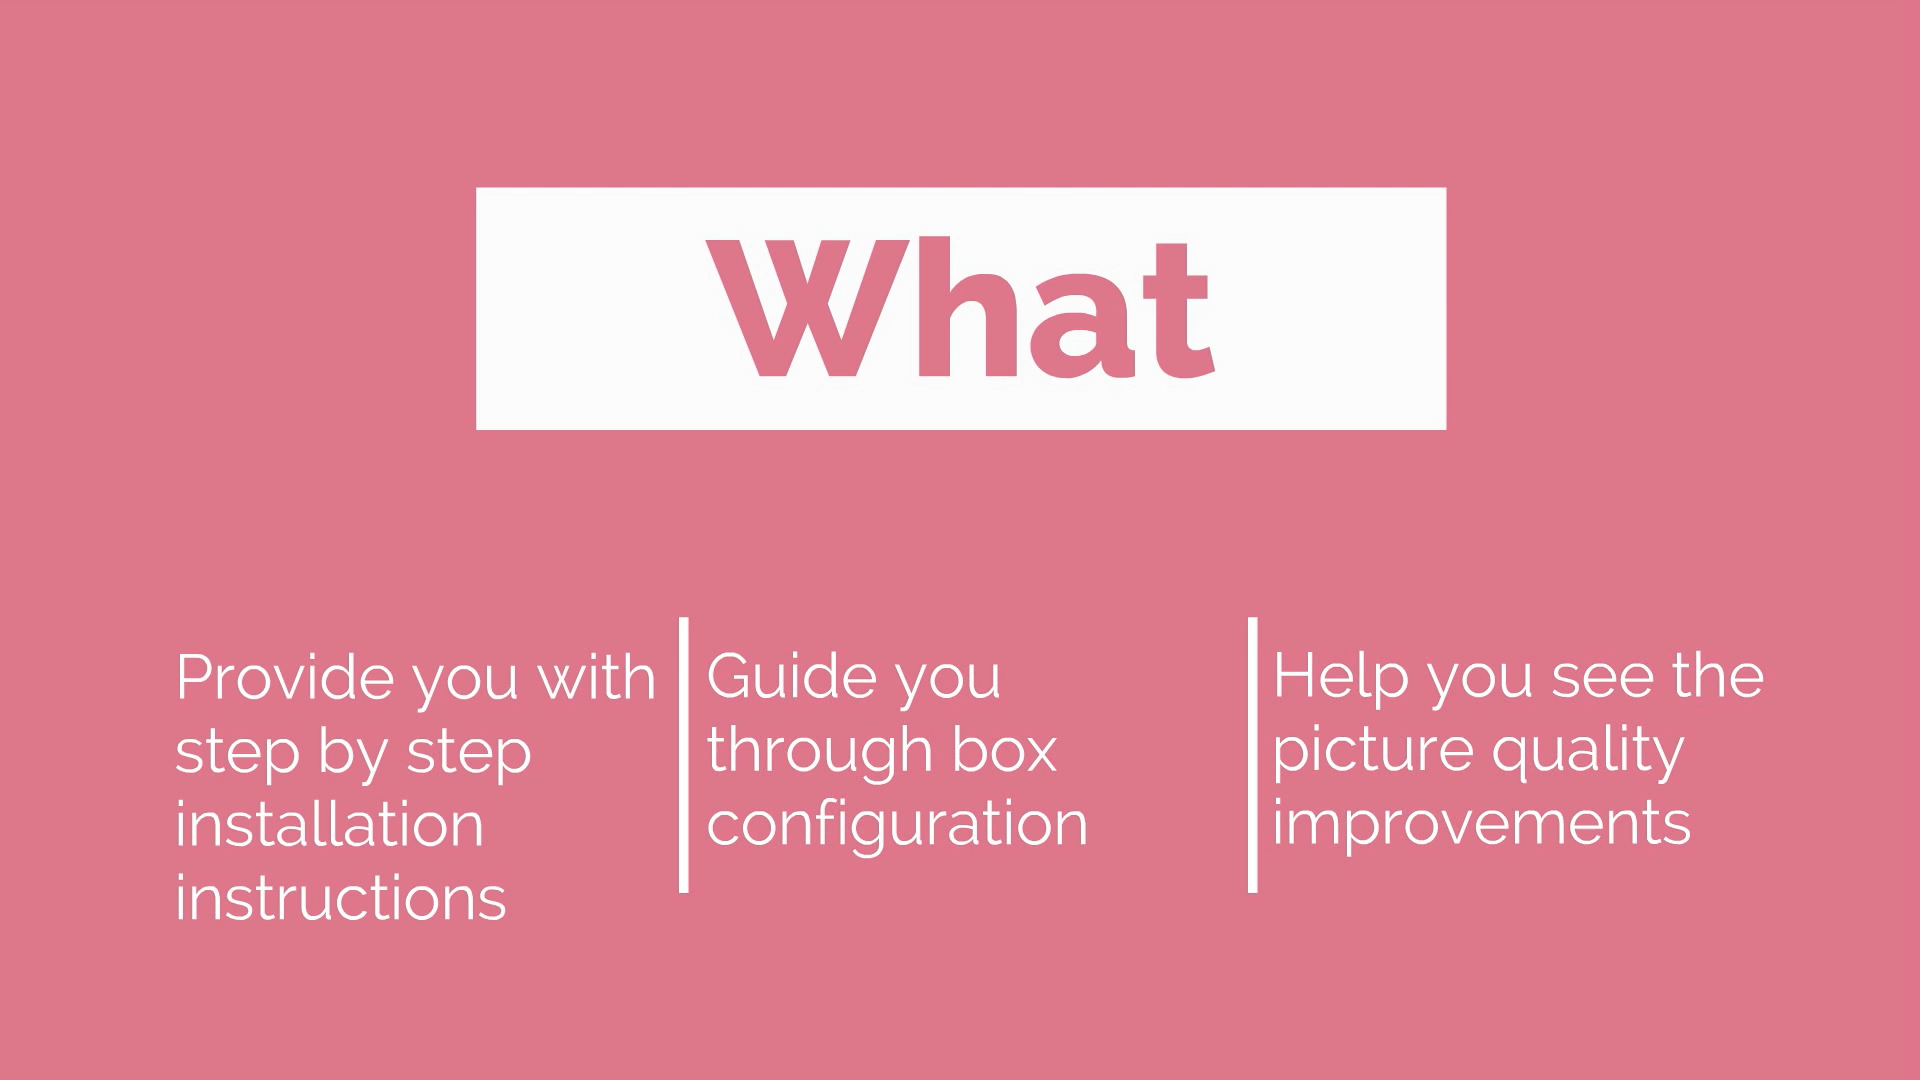 What
Provide you with
step by step
installation
instructions
Guide you
through box
configuration
Help you see the
picture quality
improvements